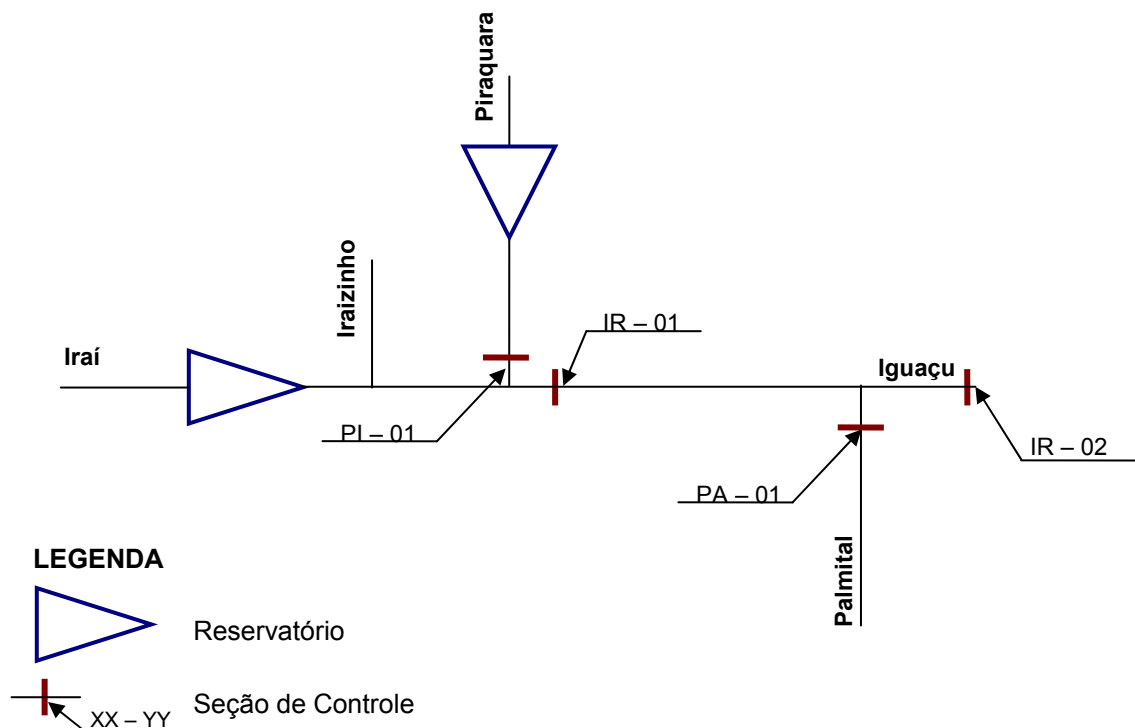 Piraquara
Iraizinho
IR – 01
Iraí
Iguaçu
PI – 01
IR – 02
PA – 01
Palmital
LEGENDA
Reservatório
Seção de Controle
XX – YY